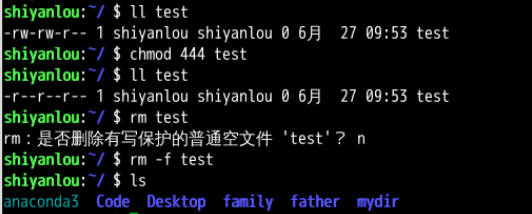 shiyanlou:~/ $ ll test
-rw-rw-r-- 1 shiyanlou shiyanlou 0 6月  27 09:53 test
shiyanlou:~/ $ chmod 444 test
shiyanlou:~/ $ ll test
-r--r--r-- 1 shiyanlou shiyanlou 0 6月  27 09:53 test
shiyanlou:~/ $ rm test
rm：是否删除有写保护的普通空文件 'test'？ n
shiyanlou:~/ $ rm -f test
shiyanlou:~/ $ ls
anaconda3  Code  Desktop  family  father  mydir